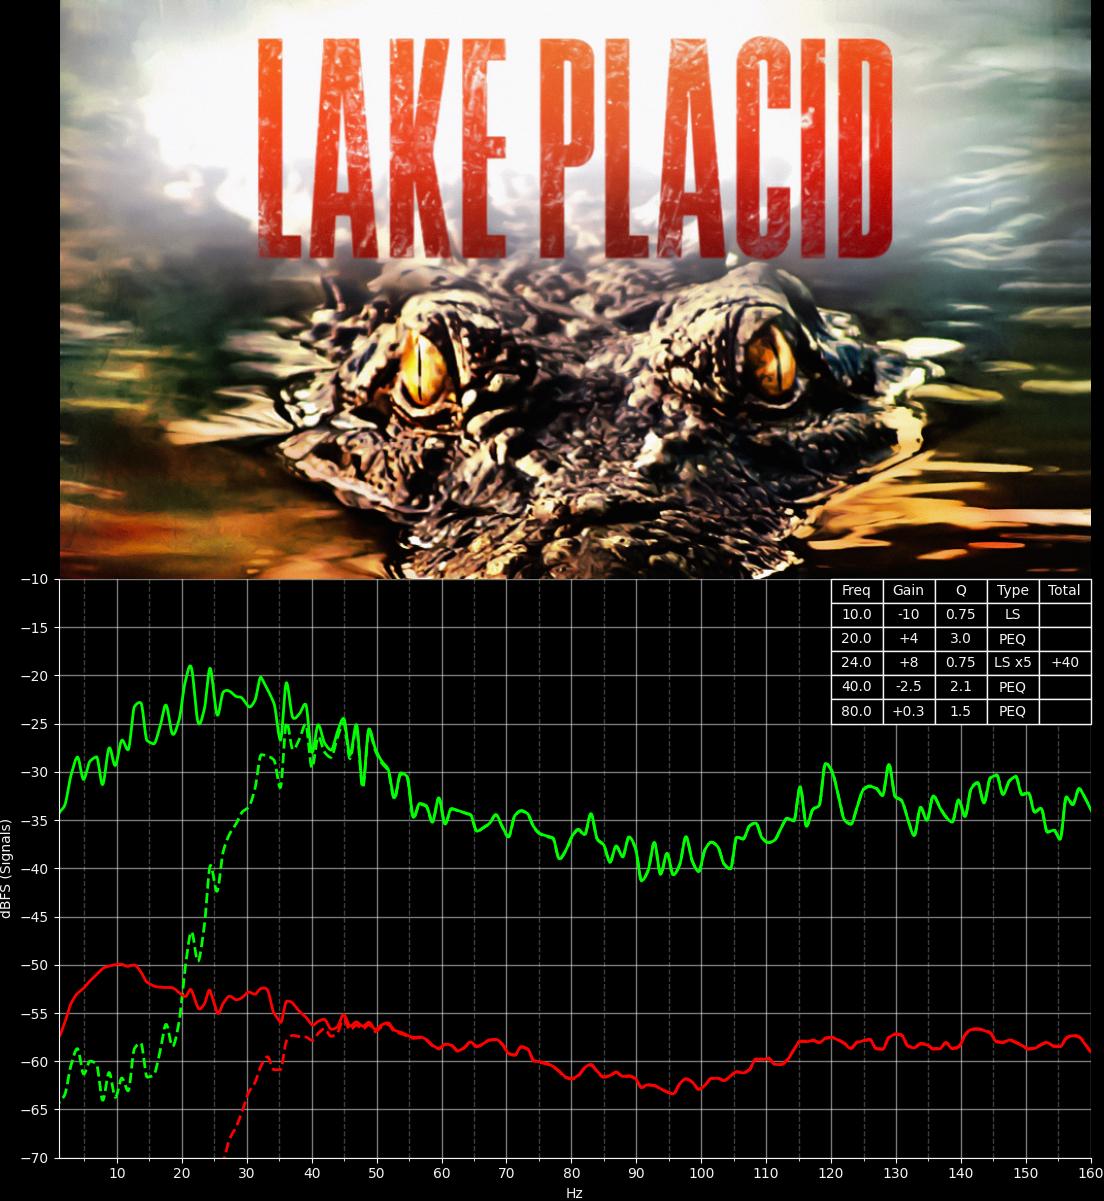 LAKE PLACID
−10
−15
−20
−25
−30
−35
−40
−45
−50
−55
−60
−65
−70
dBFS (Signals)
Freq Gain Q Type Total
10.0 -10 0.75 LS
20.0 +4 3.0 PEQ
24.0 +8 0.75 LS x5 +40
40.0 -2.5 2.1 PEQ
80.0 +0.3 1.5 PEQ
10 20 30 40 50 60 70 80 90 100 110 120 130 140 150 160
Hz